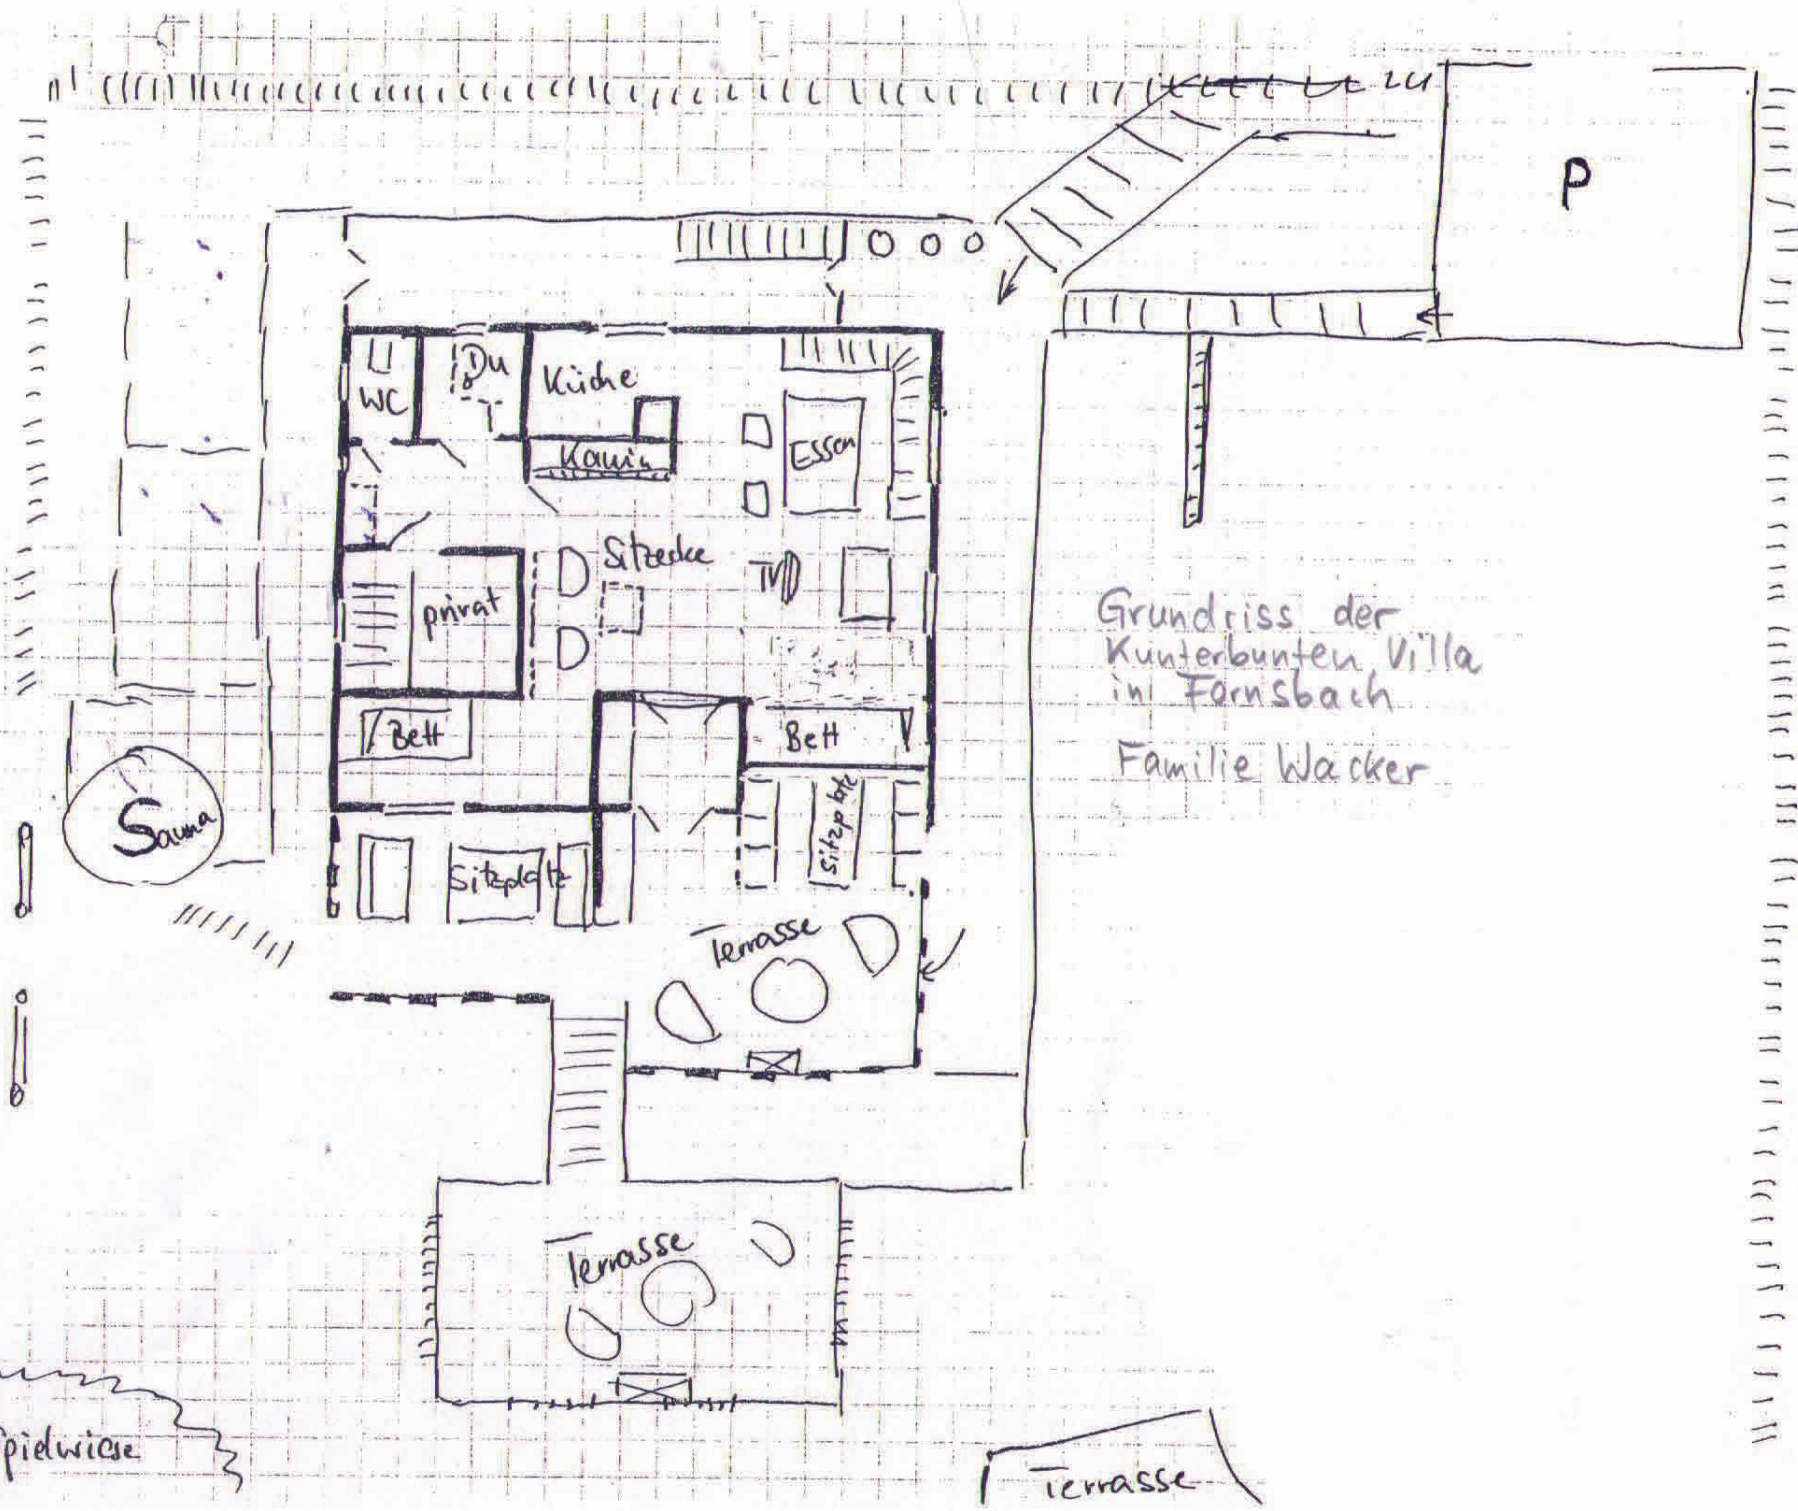 P
WC
Du
Küche
Kamin
Essen
Sitzecke
TV
privat
Grundriss der
Kunterbunten Villa
in Fornsbach
Familie Wacker
Bett
Bett
Sauna
Sitzplatz
Sitzplatz
Terrasse
Terrasse
pielwiese
Terrasse